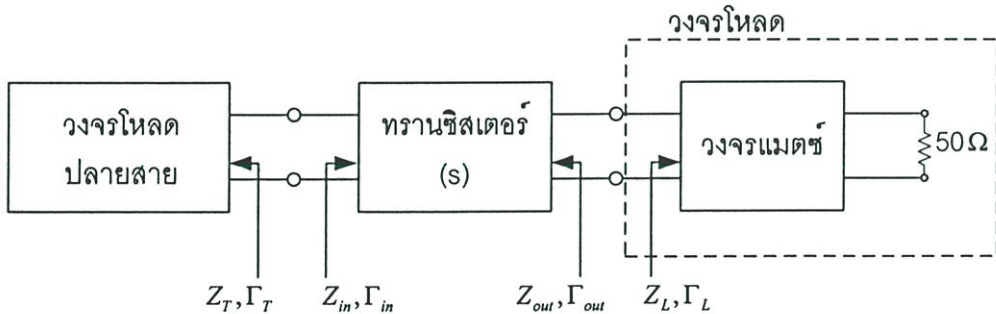 วงจรโหลด
วงจรโหลด
ปลายสาย
ทรานซิสเตอร์
(s)
วงจรแมตซ์
50Ω
Z_T, Γ_T
Z_in, Γ_in
Z_out, Γ_out
Z_L, Γ_L